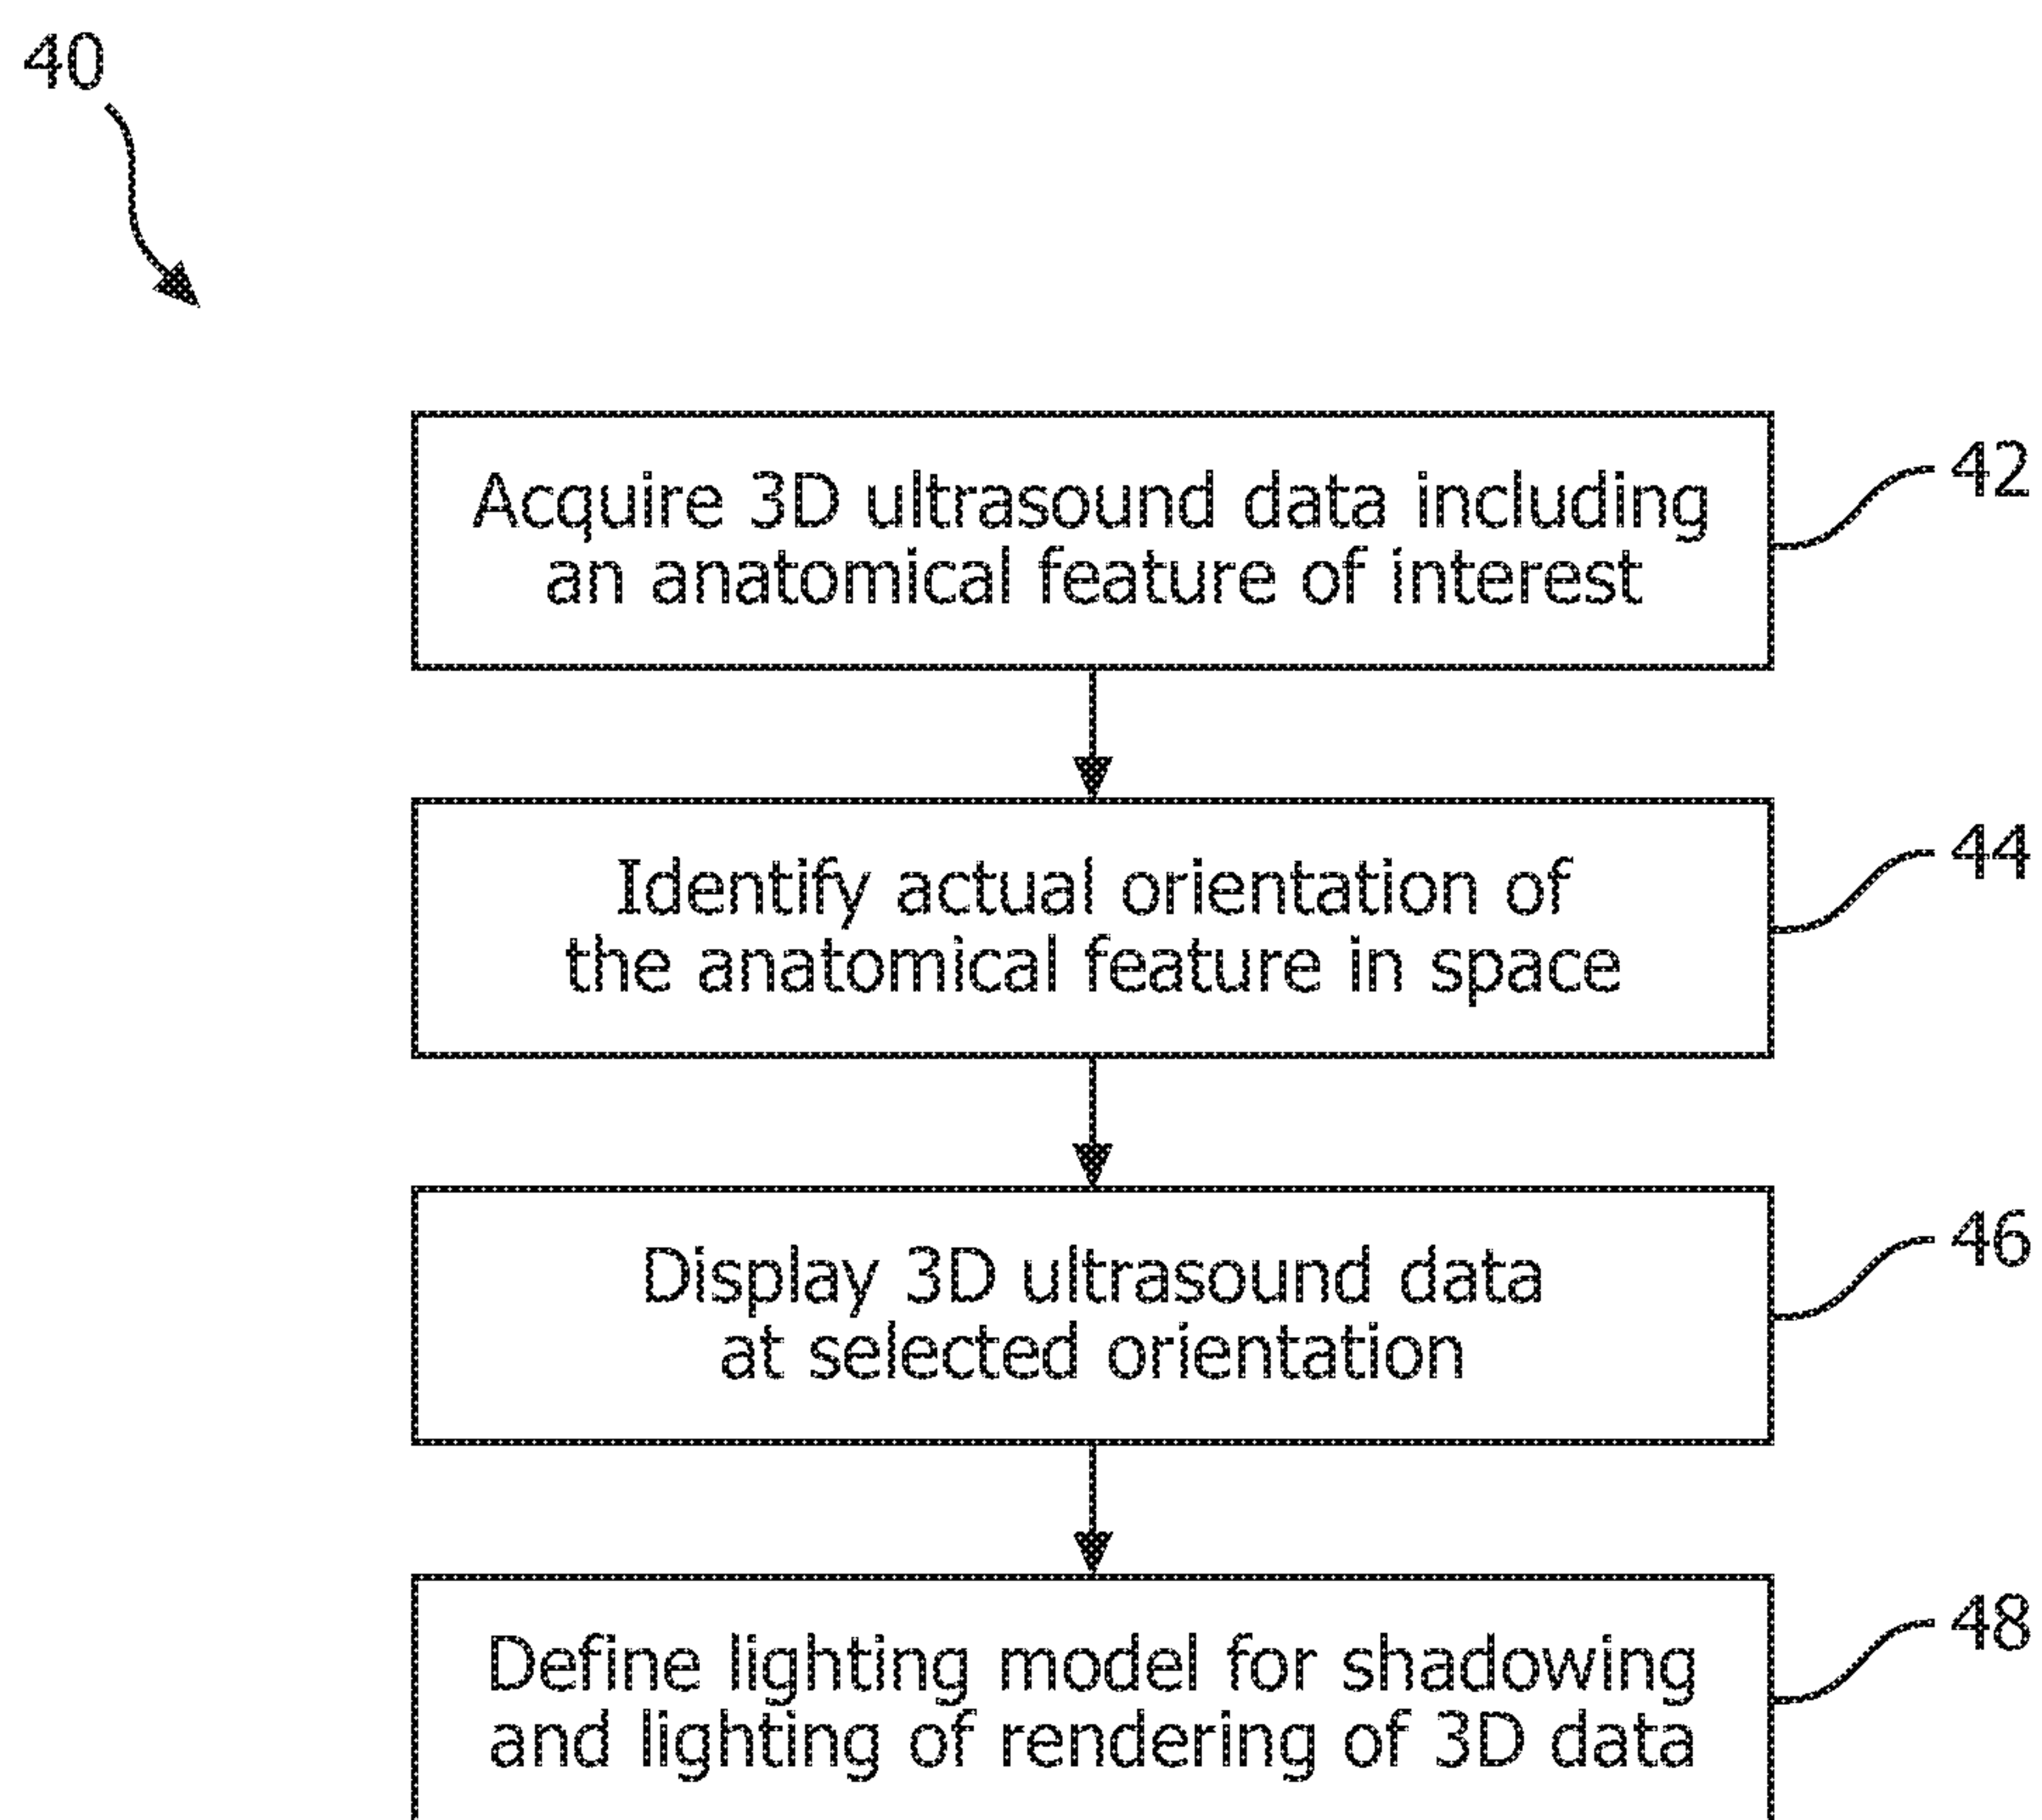 40
Acquire 3D ultrasound data including
an anatomical feature of interest
42
Identify actual orientation of
the anatomical feature in space
44
Display 3D ultrasound data
at selected orientation
46
Define lighting model for shadowing
and lighting of rendering of 3D data
48